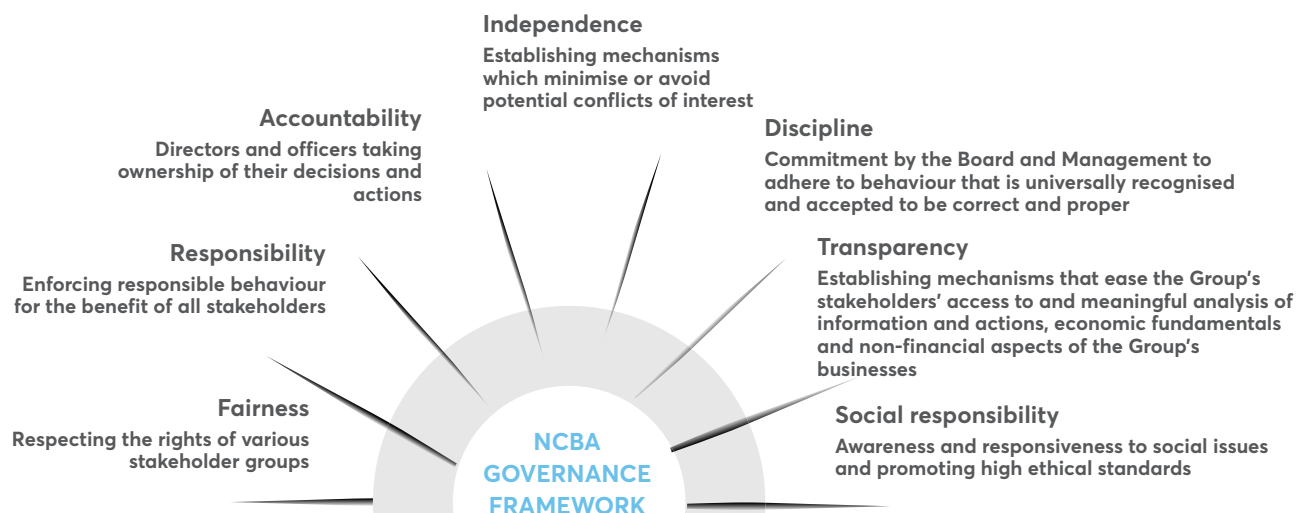 Independence
Establishing mechanisms
which minimise or avoid
potential conflicts of interest
Accountability
Directors and officers taking
ownership of their decisions and
actions
Discipline
Commitment by the Board and Management to
adhere to behaviour that is universally recognised
and accepted to be correct and proper
Responsibility
Enforcing responsible behaviour
for the benefit of all stakeholders
Transparency
Establishing mechanisms that ease the Group's
stakeholders' access to and meaningful analysis of
information and actions, economic fundamentals
and non-financial aspects of the Group's
businesses
Fairness
Respecting the rights of various
stakeholder groups
Social responsibility
Awareness and responsiveness to social issues
and promoting high ethical standards
NCBA
GOVERNANCE
FRAMEWORK